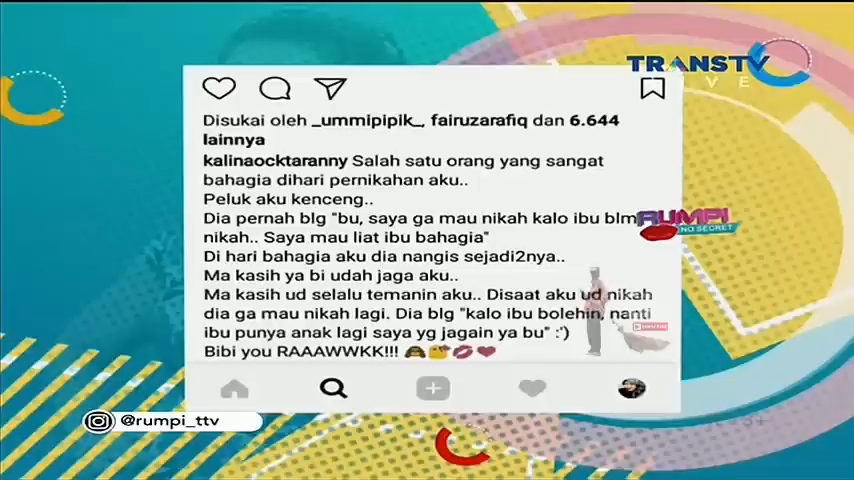 TRANSTV
LIVE
Disukai oleh _ummipipik_, fairuzarafiq dan 6.644
lainnya
kalinaocktaranny Salah satu orang yang sangat
bahagia dihari pernikahan aku..
Peluk aku kenceng..
Dia pernah blg "bu, saya ga mau nikah kalo ibu blm
nikah.. Saya mau liat ibu bahagia"
RUMPI
NO SECRET
Di hari bahagia aku dia nangis sejadi2nya..
Ma kasih ya bi udah jaga aku..
Ma kasih ud selalu temanin aku.. Disaat aku ud nikah
dia ga mau nikah lagi. Dia blg "kalo ibu bolehin, nanti
ibu punya anak lagi saya yg jagain ya bu" :')
Bibi you RAAAWWKK!!!
@rumpi_ttv